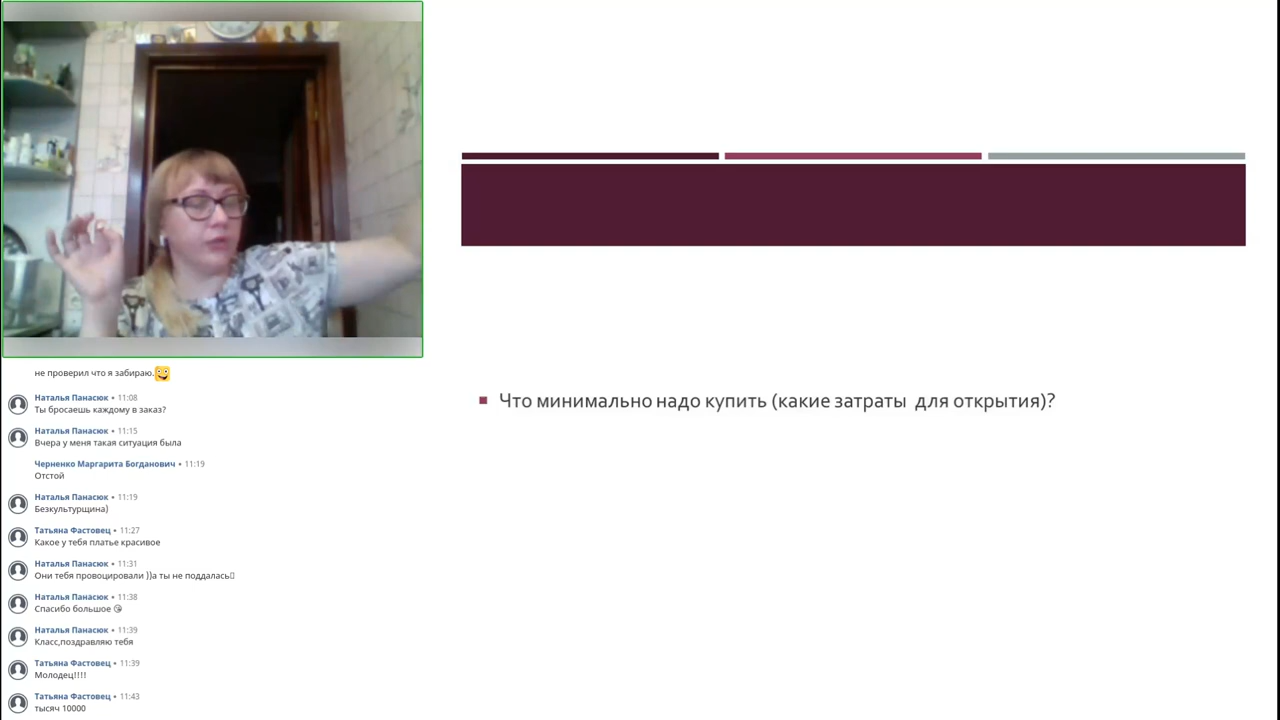 не проверил что я забираю.
Наталья Панасюк • 11:08
Ты бросаешь каждому в заказ?
Наталья Панасюк • 11:15
Вчера у меня такая ситуация была
Черненко Маргарита Богданович • 11:19
Отстой
Наталья Панасюк • 11:19
Безкультурщина)
Татьяна Фастовец • 11:27
Какое у тебя платье красивое
Наталья Панасюк • 11:31
Они тебя провоцировали ))а ты не поддалась
Наталья Панасюк • 11:38
Спасибо большое 😘
Наталья Панасюк • 11:39
Класс,поздравляю тебя
Татьяна Фастовец • 11:39
Молодец!!!!
Татьяна Фастовец • 11:43
тысяч 10000
Что минимально надо купить (какие затраты для открытия)?